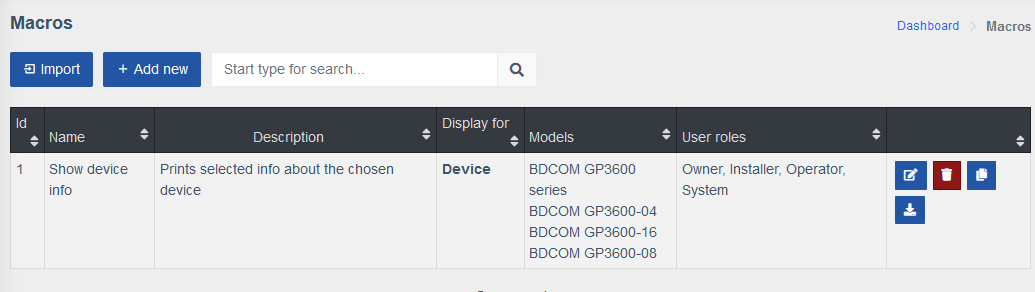 Macros
Dashboard > Macros
Import
+ Add new
Start type for search...
Id
Name
Description
Display for
Models
User roles
1
Show device
info
Prints selected info about the chosen
device
Device
BDCOM GP3600
series
BDCOM GP3600-04
BDCOM GP3600-16
BDCOM GP3600-08
Owner, Installer, Operator,
System